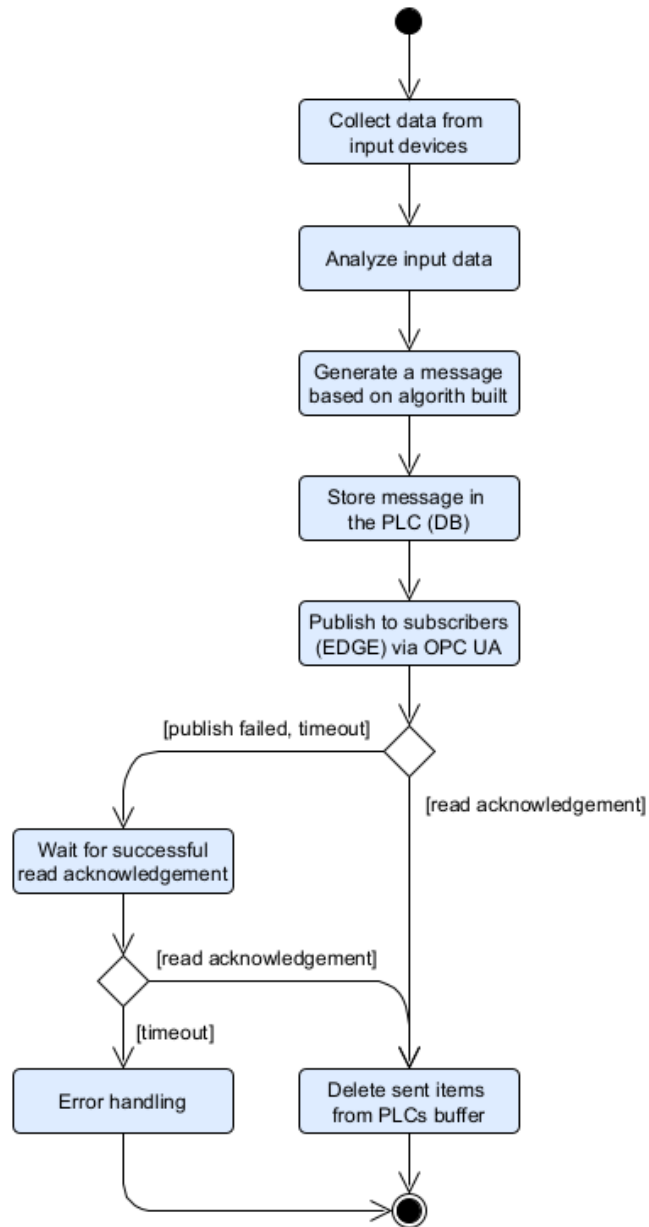 Collect data from
input devices
Analyze input data
Generate a message
based on algorith built
Store message in
the PLC (DB)
Publish to subscribers
(EDGE) via OPC UA
[publish failed, timeout]
[read acknowledgement]
Wait for successful
read acknowledgement
[read acknowledgement]
[timeout]
Error handling
Delete sent items
from PLCs buffer